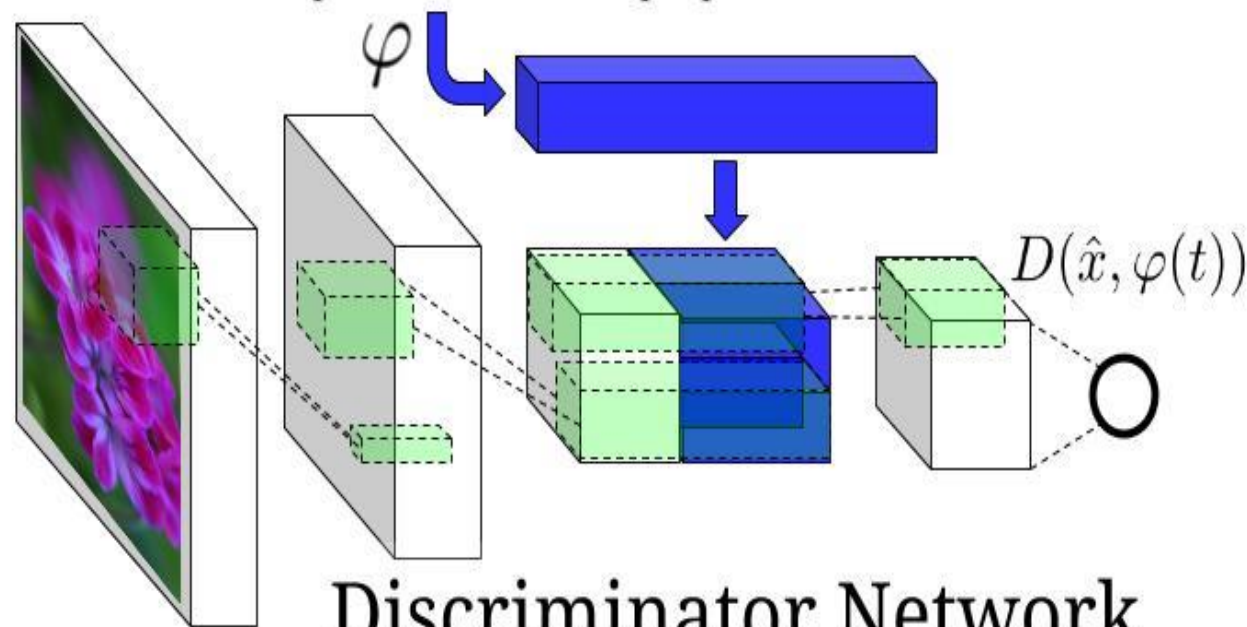 φ
D(x̂, φ(t))
Discriminator Network